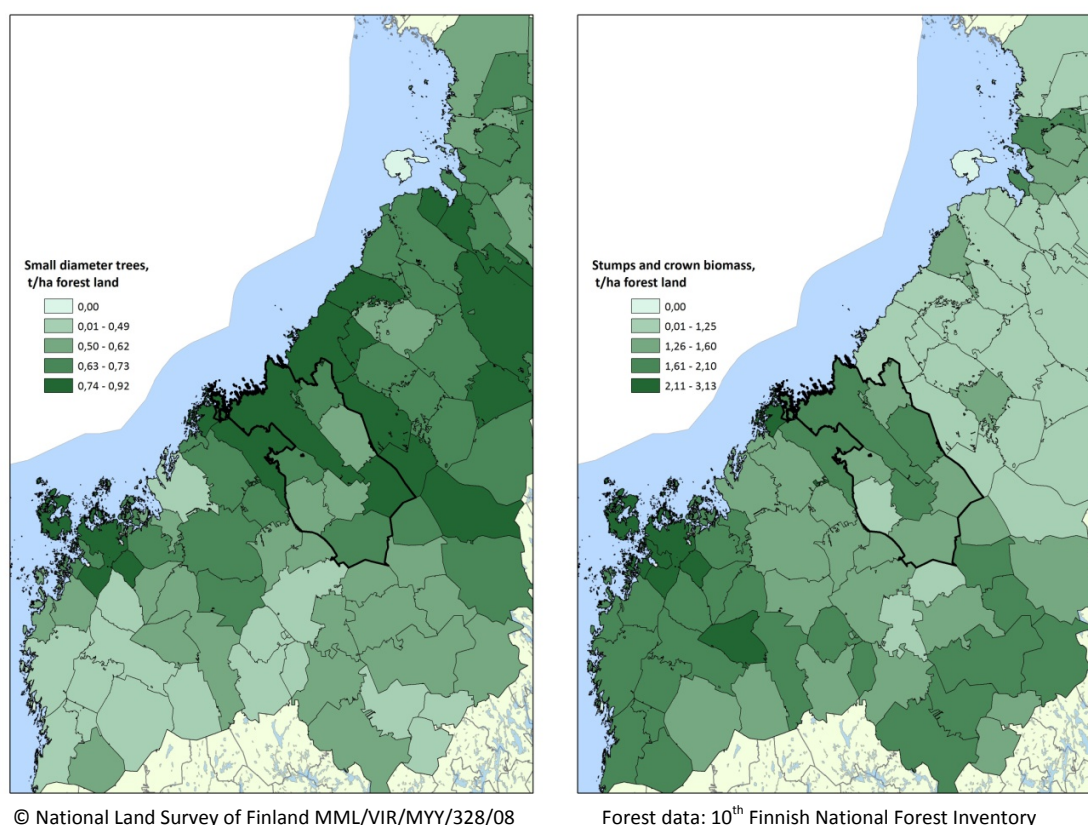 Small diameter trees,
t/ha forest land
0,00
0,01 - 0,49
0,50 - 0,62
0,63 - 0,73
0,74 - 0,92
Stumps and crown biomass,
t/ha forest land
0,00
0,01 - 1,25
1,26 - 1,60
1,61 - 2,10
2,11 - 3,13
© National Land Survey of Finland MML/VIR/MYY/328/08
Forest data: 10th Finnish National Forest Inventory